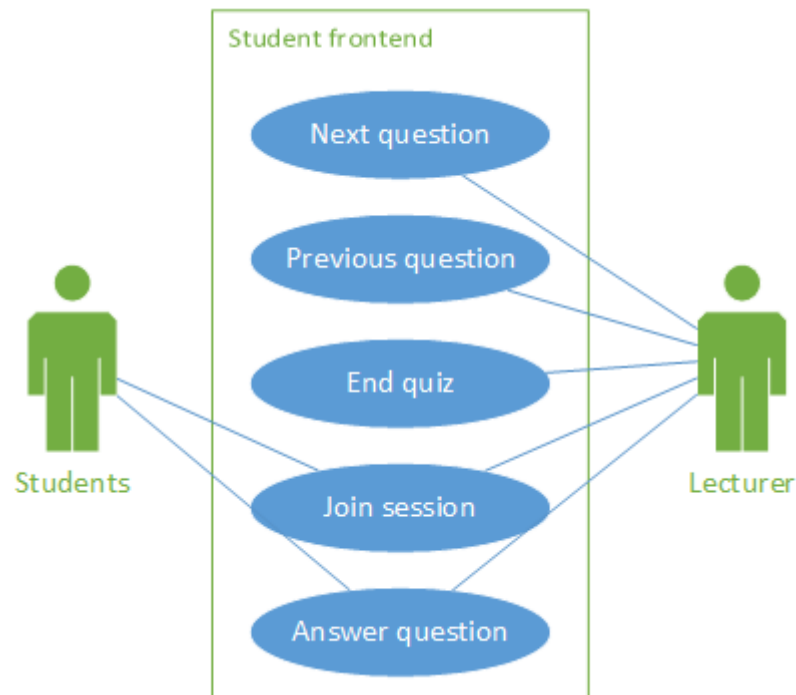 Student frontend
Next question
Previous question
End quiz
Students
Lecturer
Join session
Answer question